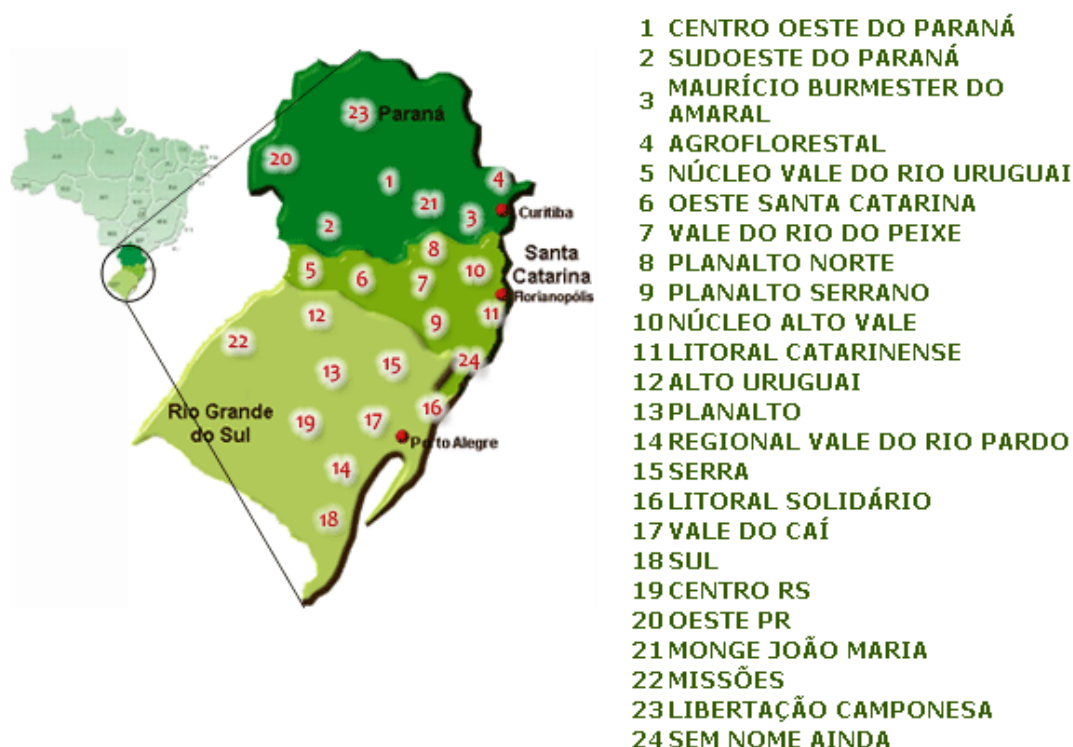 23 Paraná
20
1
4
21
3
Curitiba
2
8
Santa
Catarina
5
6
7
10
Florianopólis
11
12
9
22
24
13
15
16
Rio Grande
do Sul
19
17
Porto Alegre
14
18
1 CENTRO OESTE DO PARANÁ
2 SUDOESTE DO PARANÁ
3 MAURÍCIO BURMESTER DO
AMARAL
4 AGROFLORESTAL
5 NÚCLEO VALE DO RIO URUGUAI
6 OESTE SANTA CATARINA
7 VALE DO RIO DO PEIXE
8 PLANALTO NORTE
9 PLANALTO SERRANO
10 NÚCLEO ALTO VALE
11 LITORAL CATARINENSE
12 ALTO URUGUAI
13 PLANALTO
14 REGIONAL VALE DO RIO PARDO
15 SERRA
16 LITORAL SOLIDÁRIO
17 VALE DO CAÍ
18 SUL
19 CENTRO RS
20 OESTE PR
21 MONGE JOÃO MARIA
22 MISSÕES
23 LIBERTAÇÃO CAMPONESA
24 SEM NOME AINDA